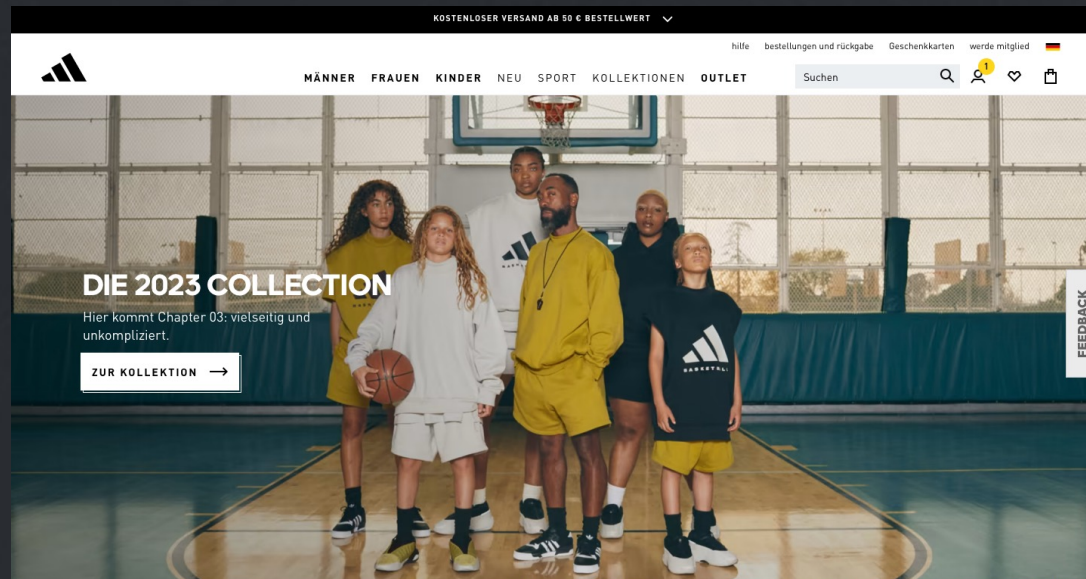 KOSTENLOSER VERSAND AB 50 € BESTELLWERT
hilfe bestellungen und rückgabe Geschenkkarten werde mitglied
MÄNNER FRAUEN KINDER NEU SPORT KOLLEKTIONEN OUTLET
Suchen
1
DIE 2023 COLLECTION
Hier kommt Chapter 03: vielseitig und
unkompliziert.
ZUR KOLLEKTION
BASKETBALL
FEEDBACK